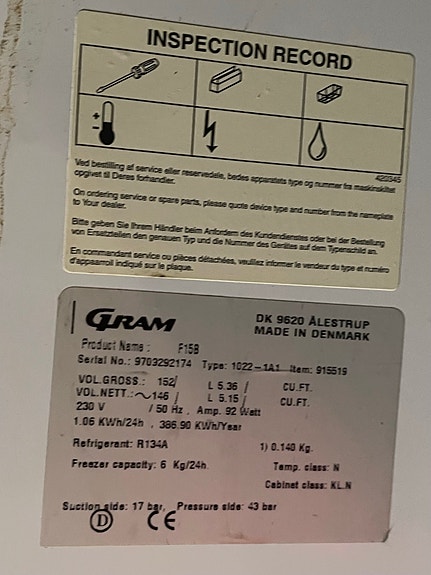 INSPECTION RECORD
+
-
420345
Ved bestilling af service eller reservedele, bedes apparatets type og nummer fra maskinskiltet
opgivet til Deres forhandler.
On ordering service or spare parts, please quote device type and number from the nameplate
to Your dealer.
Bitte geben Sie Ihrem Händler beim Anfordern des Kundendienstes oder bei der Bestellung
von Ersatzteilen den genauen Typ und die Nummer des Gerätes auf dem Typenschild an.
En commandant service ou pièces détachées, veuillez informer le vendeur du type et numéro
d'appaaroil indiqué sur le plaque.
GRAM
DK 9620 ÅLESTRUP
MADE IN DENMARK
Product Name : F15B
Serial No.: 9703292174 Type: 1022-1A1 Item: 915519
VOL.GROSS.: 152/ L 5.36 / CU.FT.
VOL.NETT.:~146/ L 5.15/ CU.FT.
230 V / 50 Hz. Amp. 92 Watt
1.06 KWh/24h , 386,90 KWh/Year
Refrigerant: R134A 1) 0.140 Kg.
Freezer capacity: 6 Kg/24h. Temp. class: N
Cabinet class: KL.N
Suction side: 17 bar, Pressure side: 43 bar
D CE